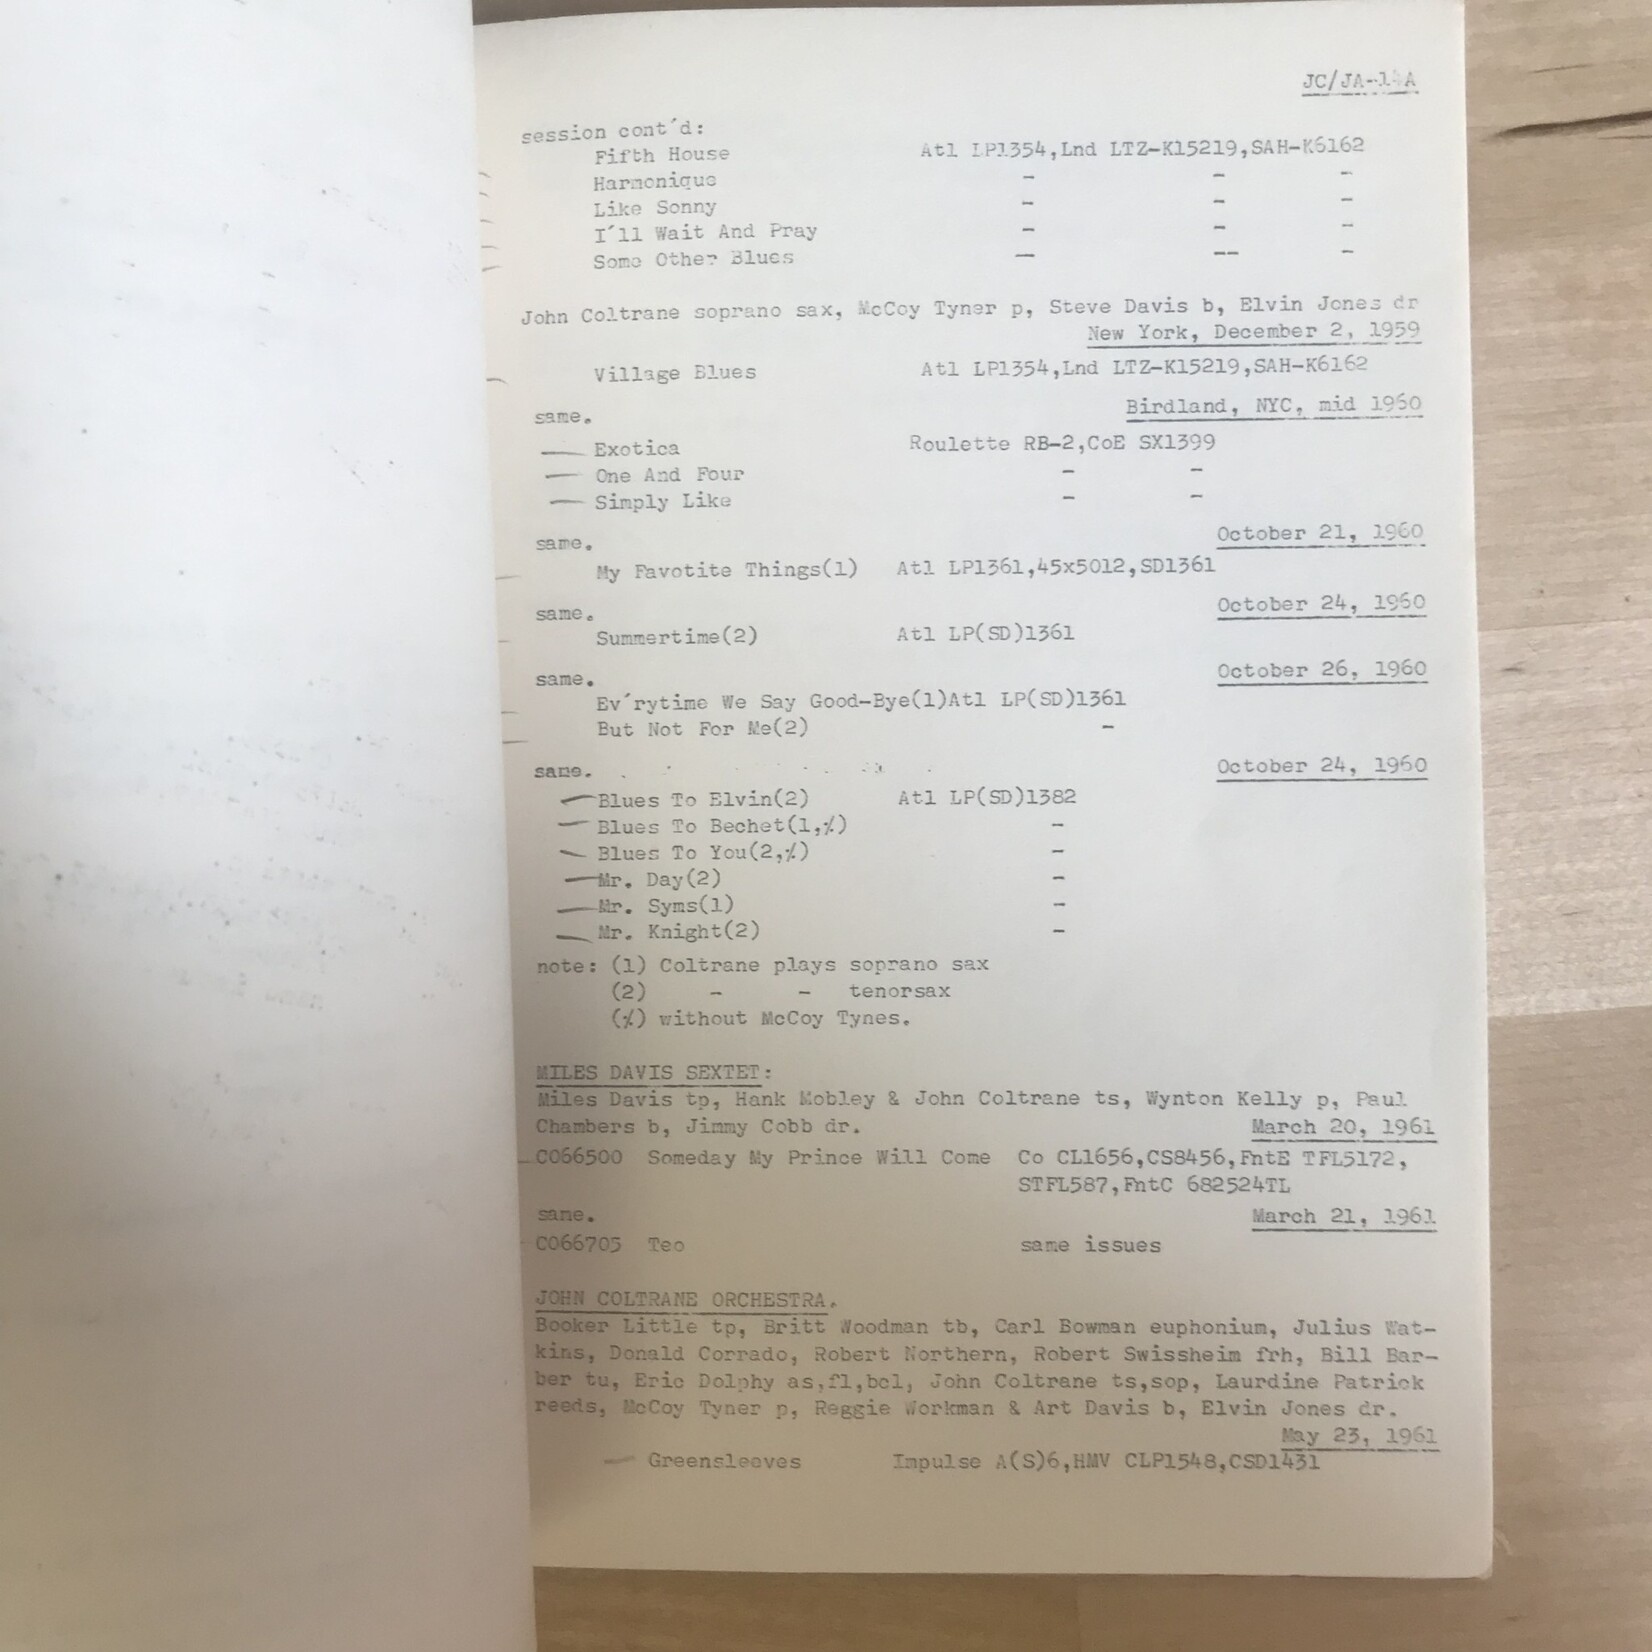 session cont´d:
Fifth House Atl LP1354,Lnd LTZ-K15219,SAH-K6162
Harmonique - - -
Like Sonny - - -
I´ll Wait And Pray - - -
Some Other Blues - -- -
John Coltrane soprano sax, McCoy Tyner p, Steve Davis b, Elvin Jones dr
New York, December 2, 1959
Village Blues Atl LP1354,Lnd LTZ-K15219,SAH-K6162
same. Birdland, NYC, mid 1960
Exotica Roulette RB-2,CoE SX1399
One And Four - -
Simply Like - -
same. October 21, 1960
My Favotite Things(1) Atl LP1361,45x5012,SD1361
same. October 24, 1960
Summertime(2) Atl LP(SD)1361
same. October 26, 1960
Ev´rytime We Say Good-Bye(1)Atl LP(SD)1361
But Not For Me(2) -
same. October 24, 1960
Blues To Elvin(2) Atl LP(SD)1382
Blues To Bechet(1,%) -
Blues To You(2,%) -
Mr. Day(2) -
Mr. Syms(1) -
Mr. Knight(2) -
note: (1) Coltrane plays soprano sax
(2) - - tenorsax
(%) without McCoy Tynes.
MILES DAVIS SEXTET:
Miles Davis tp, Hank Mobley & John Coltrane ts, Wynton Kelly p, Paul
Chambers b, Jimmy Cobb dr. March 20, 1961
CO66500 Someday My Prince Will Come Co CL1656,CS8456,FntE TFL5172,
STFL587,FntC 682524TL
same. March 21, 1961
CO66705 Teo same issues
JOHN COLTRANE ORCHESTRA.
Booker Little tp, Britt Woodman tb, Carl Bowman euphonium, Julius Wat-
kins, Donald Corrado, Robert Northern, Robert Swissheim frh, Bill Bar-
ber tu, Eric Dolphy as,fl,bcl, John Coltrane ts,sop, Laurdine Patrick
reeds, McCoy Tyner p, Reggie Workman & Art Davis b, Elvin Jones dr.
May 23, 1961
Greensleeves Impulse A(S)6,HMV CLP1548,CSD1431